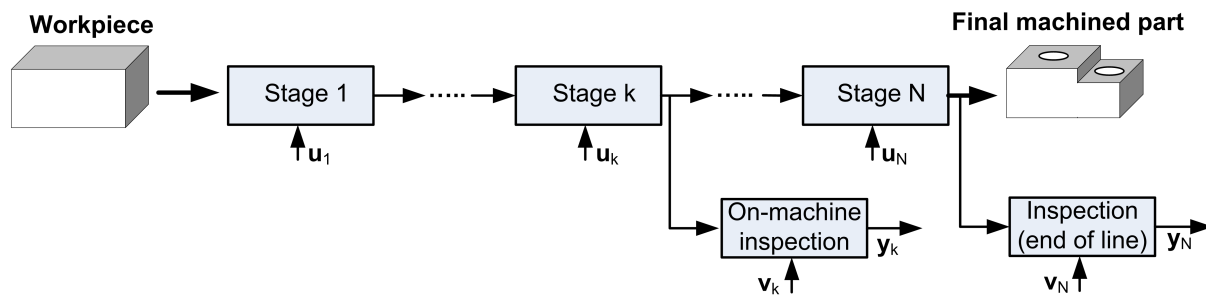 Workpiece
Final machined part
Stage 1
Stage k
Stage N
u1
uk
uN
On-machine
inspection
yk
vk
Inspection
(end of line)
yN
vN